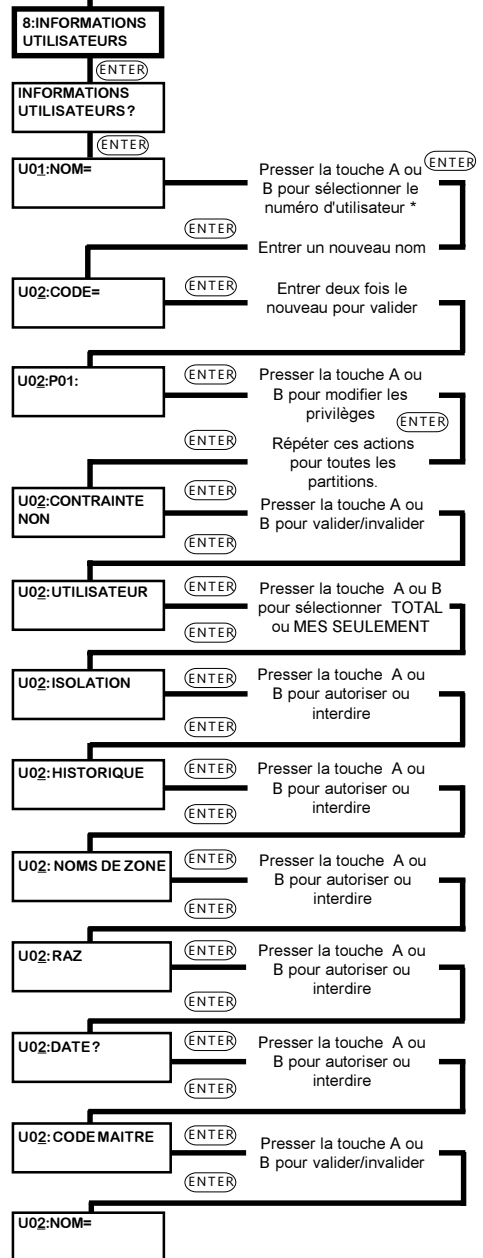 8:INFORMATIONS
UTILISATEURS
ENTER
INFORMATIONS
UTILISATEURS?
ENTER
U01:NOM=
Presser la touche A ou
B pour sélectionner le
numéro d'utilisateur *
ENTER
ENTER
Entrer un nouveau nom
U02:CODE=
ENTER
Entrer deux fois le
nouveau pour valider
U02:P01:
ENTER
Presser la touche A ou
B pour modifier les
privilèges
ENTER
ENTER
Répéter ces actions
pour toutes les
partitions.
U02:CONTRAINTE
NON
ENTER
Presser la touche A ou
B pour valider/invalider
ENTER
U02:UTILISATEUR
ENTER
Presser la touche A ou B
pour sélectionner TOTAL
ou MES SEULEMENT
ENTER
U02:ISOLATION
ENTER
Presser la touche A ou
B pour autoriser ou
interdire
ENTER
U02:HISTORIQUE
ENTER
Presser la touche A ou
B pour autoriser ou
interdire
ENTER
U02: NOMS DE ZONE
ENTER
Presser la touche A ou
B pour autoriser ou
interdire
ENTER
U02:RAZ
ENTER
Presser la touche A ou
B pour autoriser ou
interdire
ENTER
U02:DATE?
ENTER
Presser la touche A ou
B pour autoriser ou
interdire
ENTER
U02: CODE MAITRE
ENTER
Presser la touche A ou
B pour valider/invalider
ENTER
U02:NOM=